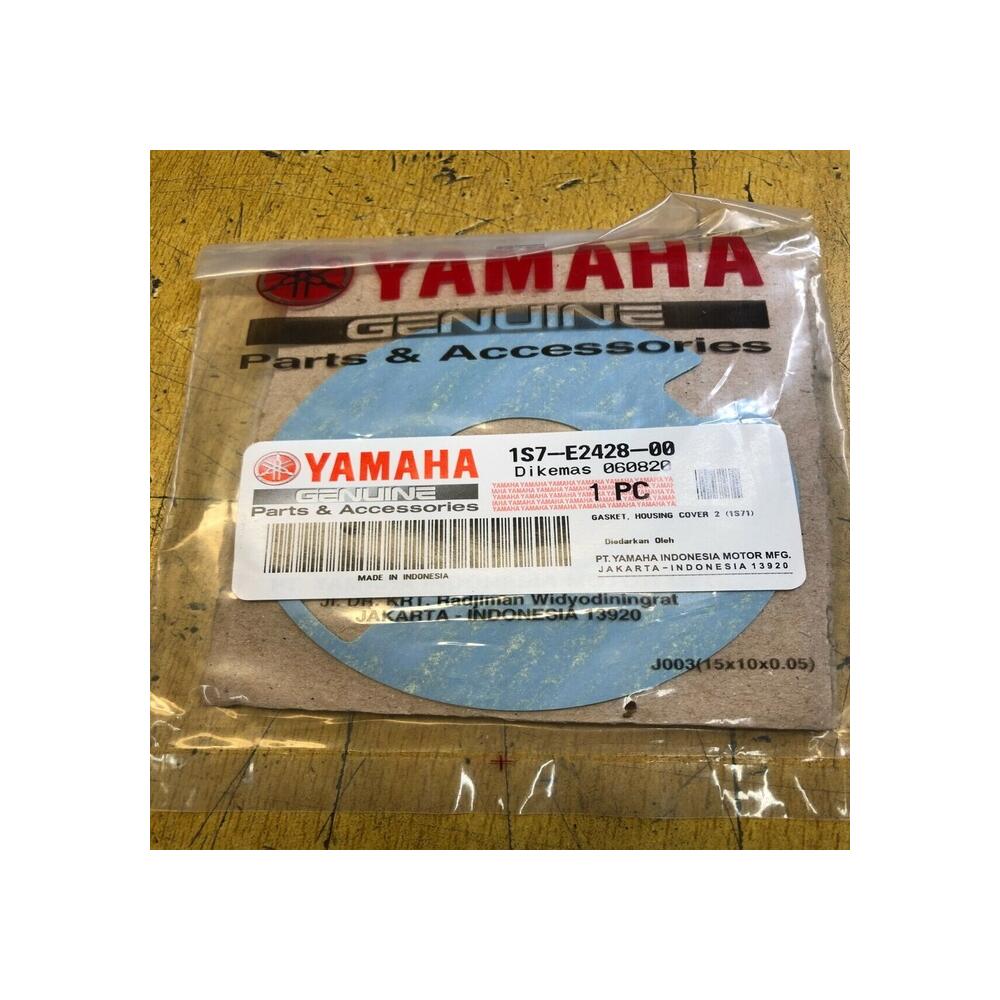 YAMAHA
GENUINE
Parts & Accessories
YAMAHA
GENUINE
Parts & Accessories
MADE IN INDONESIA
1S7-E2428-00
Dikemas 060820
1 PC
GASKET, HOUSING COVER 2 (1S71)
Diedarkan Oleh
PT. YAMAHA INDONESIA MOTOR MFG.
JAKARTA - INDONESIA 13920
Jl. DR. KRT. Radjiman Widyodiningrat
JAKARTA - INDONESIA 13920
J003(15x10x0.05)